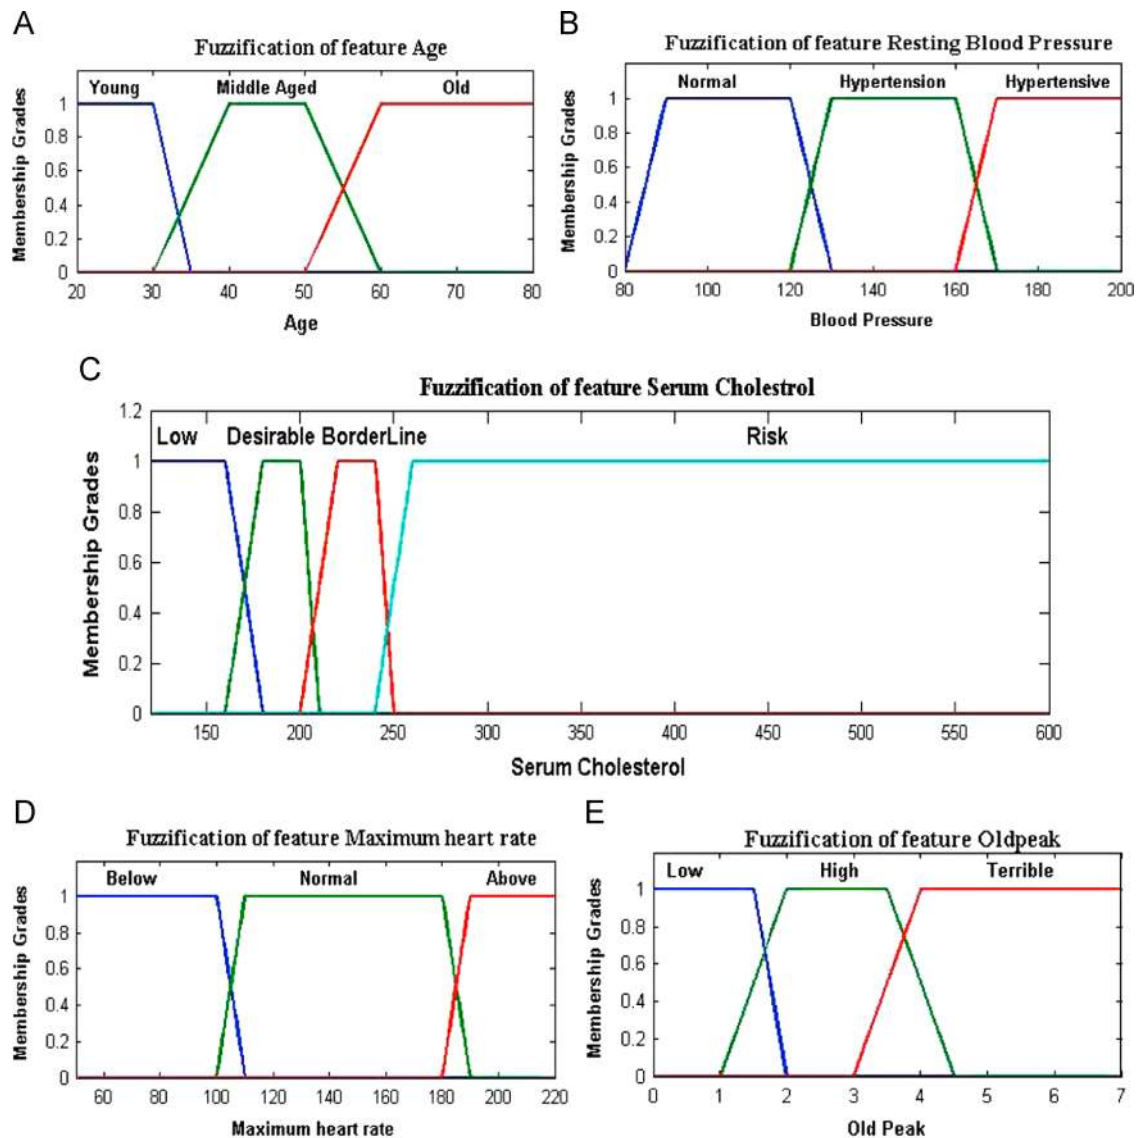 A
Fuzzification of feature Age
Young Middle Aged Old
Membership Grades
1
0.8
0.6
0.4
0.2
0
20 30 40 50 60 70 80
Age
B
Fuzzification of feature Resting Blood Pressure
Normal Hypertension Hypertensive
Membership Grades
1
0.8
0.6
0.4
0.2
0
80 100 120 140 160 180 200
Blood Pressure
C
Fuzzification of feature Serum Cholestrol
Low Desirable BorderLine Risk
Membership Grades
1.2
1
0.8
0.6
0.4
0.2
0
150 200 250 300 350 400 450 500 550 600
Serum Cholesterol
D
Fuzzification of feature Maximum heart rate
Below Normal Above
Membership Grades
1
0.8
0.6
0.4
0.2
0
60 80 100 120 140 160 180 200 220
Maximum heart rate
E
Fuzzification of feature Oldpeak
Low High Terrible
Membership Grades
1
0.8
0.6
0.4
0.2
0
0 1 2 3 4 5 6 7
Old Peak